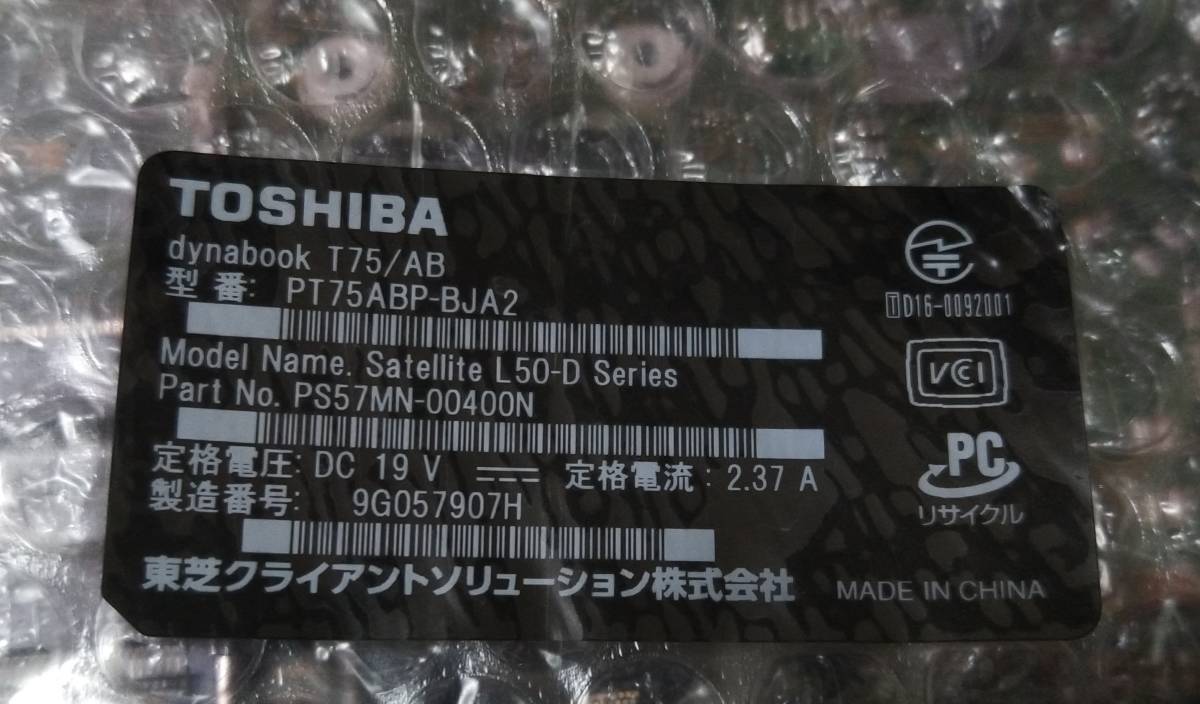 TOSHIBA
dynabook T75/AB
型 番: PT75ABP-BJA2
Model Name. Satellite L50-D Series
Part No. PS57MN-00400N
定格電圧: DC 19 V 定格電流: 2.37 A
製造番号: 9G057907H
東芝クライアントソリューション株式会社
T D16-0092001
VCI
PC
リサイクル
MADE IN CHINA